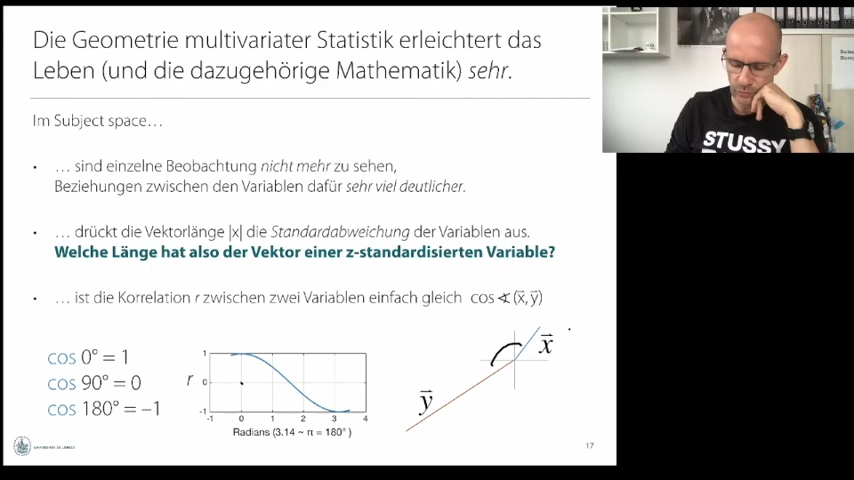 Die Geometrie multivariater Statistik erleichtert das
Leben (und die dazugehörige Mathematik) sehr.
Im Subject space…
• … sind einzelne Beobachtung nicht mehr zu sehen,
Beziehungen zwischen den Variablen dafür sehr viel deutlicher.
• … drückt die Vektorlänge |x| die Standardabweichung der Variablen aus.
Welche Länge hat also der Vektor einer z-standardisierten Variable?
• … ist die Korrelation r zwischen zwei Variablen einfach gleich cos ∢ (x⃗,y⃗)
cos 0° = 1
cos 90° = 0
cos 180° = –1
r
1
0
-1
-1 0 1 2 3 4
Radians (3.14 ~ π = 180°)
x⃗
y⃗
UNIVERSITÄT ZU LÜBECK
17
STUSSY